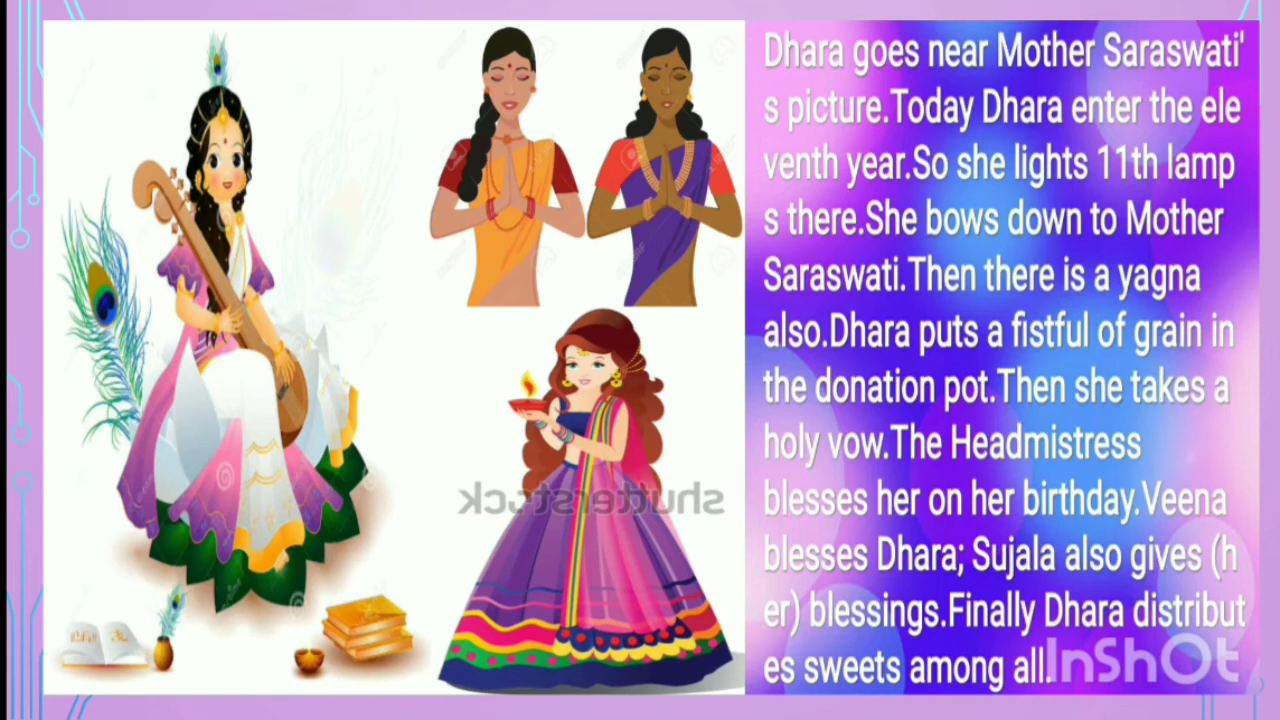 Dhara goes near Mother Saraswati'
s picture.Today Dhara enter the ele
venth year.So she lights 11th lamp
s there.She bows down to Mother
Saraswati.Then there is a yagna
also.Dhara puts a fistful of grain in
the donation pot.Then she takes a
holy vow.The Headmistress
blesses her on her birthday.Veena
blesses Dhara; Sujala also gives (h
er) blessings.Finally Dhara distribut
es sweets among all.
InShOt
shutterstock